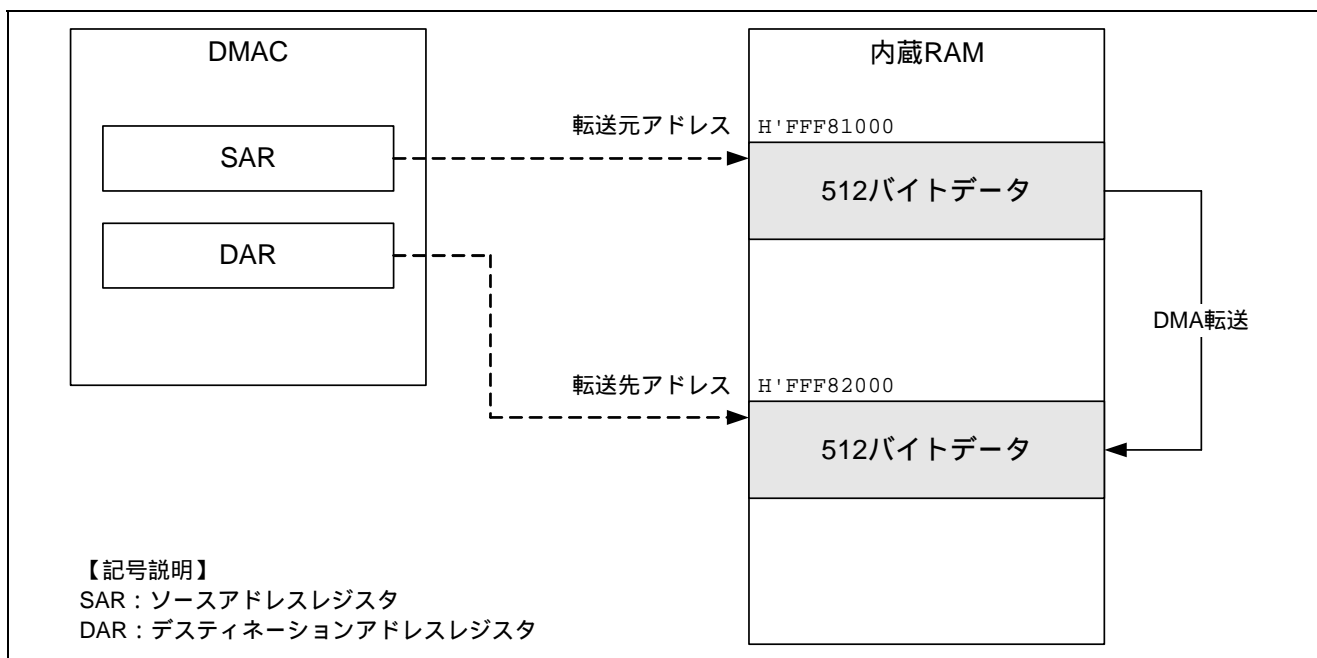 DMAC
SAR
DAR
内蔵RAM
転送元アドレス
H'FFF81000
512バイトデータ
DMA転送
転送先アドレス
H'FFF82000
512バイトデータ
【記号説明】
SAR：ソースアドレスレジスタ
DAR：デスティネーションアドレスレジスタ